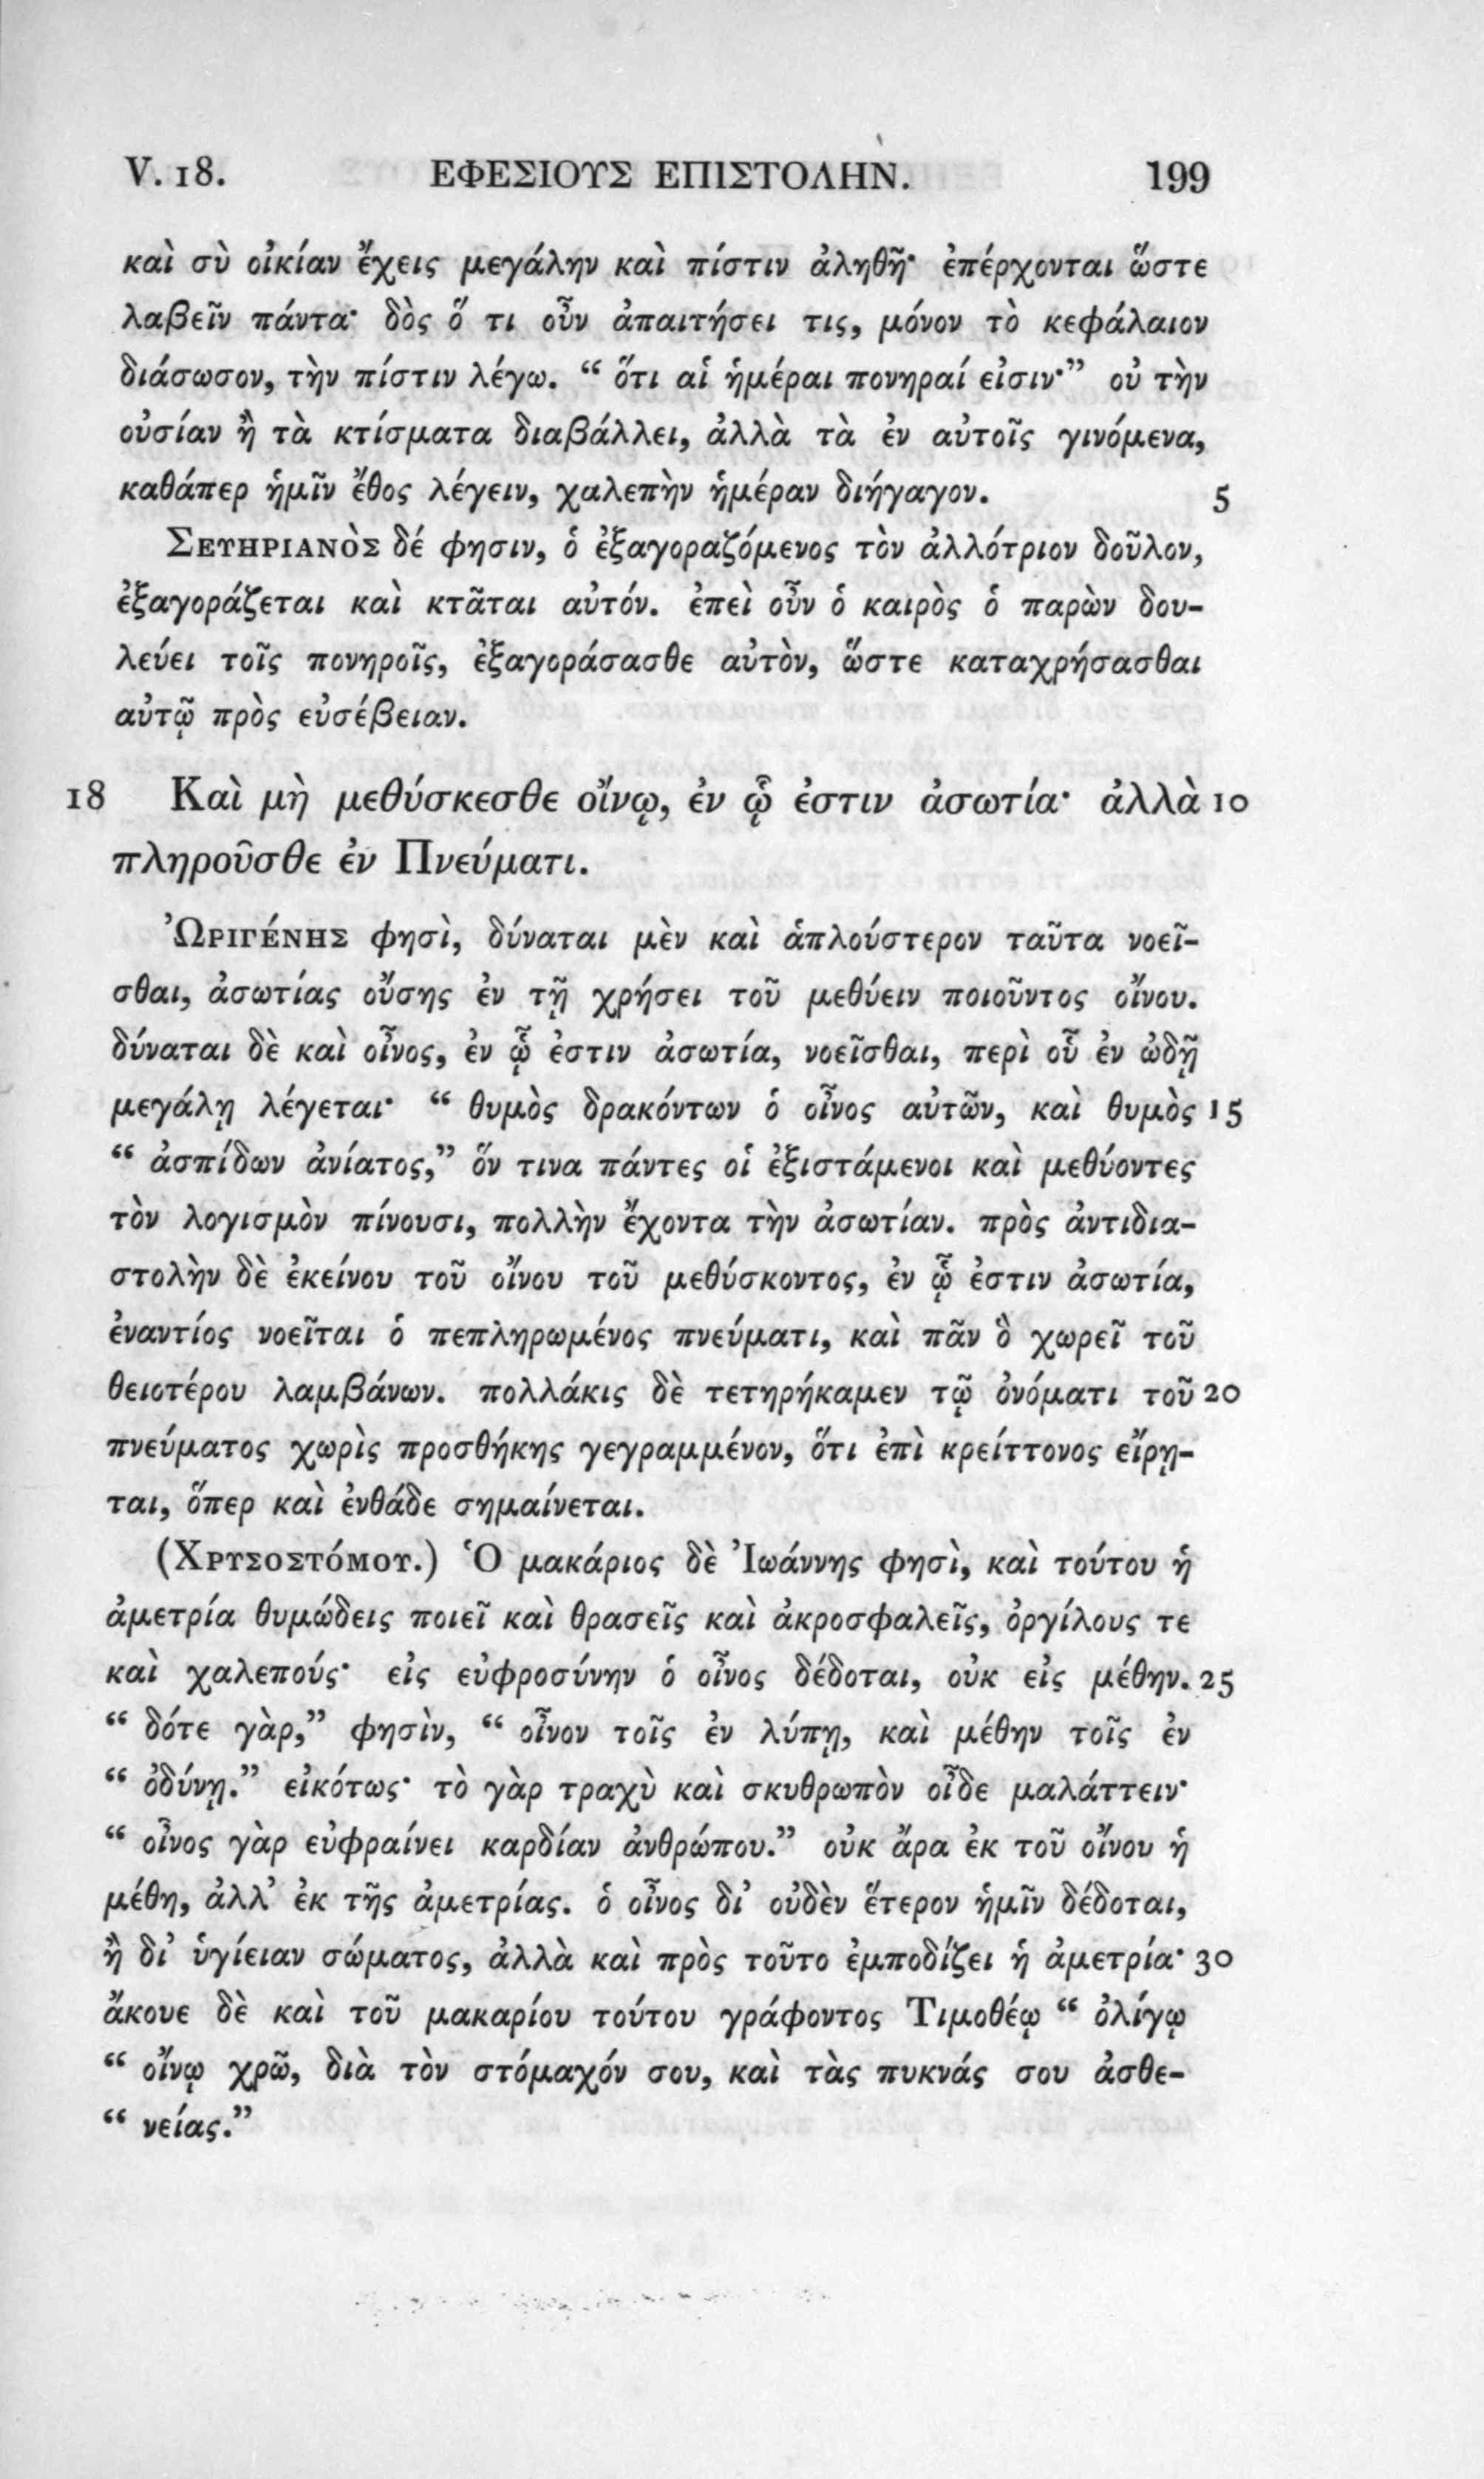 V. 18. ΕΦΕΣΙΟΥΣ ΕΠΙΣΤΟΛΗΝ. 199
καὶ σὺ οἰκίαν ἔχεις μεγάλην καὶ πίστιν ἀληθῆ· ἐπέρχονται ὥστε
λαβεῖν πάντα· δὸς ὅ τι οὖν ἀπαιτήσει τις, μόνον τὸ κεφάλαιον
διάσωσον, τὴν πίστιν λέγω. “ ὅτι αἱ ἡμέραι πονηραί εἰσιν·” οὐ τὴν
οὐσίαν ἢ τὰ κτίσματα διαβάλλει, ἀλλὰ τὰ ἐν αὐτοῖς γινόμενα,
καθάπερ ἡμῖν ἔθος λέγειν, χαλεπὴν ἡμέραν διήγαγον. 5
Σευηριανὸς δέ φησιν, ὁ ἐξαγοραζόμενος τὸν ἀλλότριον δοῦλον,
ἐξαγοράζεται καὶ κτᾶται αὐτόν. ἐπεὶ οὖν ὁ καιρὸς ὁ παρὼν δου-
λεύει τοῖς πονηροῖς, ἐξαγοράσασθε αὐτὸν, ὥστε καταχρήσασθαι
αὐτῷ πρὸς εὐσέβειαν.
18 Καὶ μὴ μεθύσκεσθε οἴνῳ, ἐν ᾧ ἐστιν ἀσωτία· ἀλλὰ 10
πληροῦσθε ἐν Πνεύματι.
Ὠριγένης φησὶ, δύναται μὲν καὶ ἁπλούστερον ταῦτα νοεῖ-
σθαι, ἀσωτίας οὔσης ἐν τῇ χρήσει τοῦ μεθύειν ποιοῦντος οἴνου.
δύναται δὲ καὶ οἶνος, ἐν ᾧ ἐστιν ἀσωτία, νοεῖσθαι, περὶ οὗ ἐν ᾠδῇ
μεγάλῃ λέγεται· “ θυμὸς δρακόντων ὁ οἶνος αὐτῶν, καὶ θυμὸς 15
“ ἀσπίδων ἀνίατος,” ὅν τινα πάντες οἱ ἐξιστάμενοι καὶ μεθύοντες
τὸν λογισμὸν πίνουσι, πολλὴν ἔχοντα τὴν ἀσωτίαν. πρὸς ἀντιδια-
στολὴν δὲ ἐκείνου τοῦ οἴνου τοῦ μεθύσκοντος, ἐν ᾧ ἐστιν ἀσωτία,
ἐναντίος νοεῖται ὁ πεπληρωμένος πνεύματι, καὶ πᾶν ὃ χωρεῖ τοῦ
θειοτέρου λαμβάνων. πολλάκις δὲ τετηρήκαμεν τῷ ὀνόματι τοῦ 20
πνεύματος χωρὶς προσθήκης γεγραμμένον, ὅτι ἐπὶ κρείττονος εἴρῃ-
ται, ὅπερ καὶ ἐνθάδε σημαίνεται.
(Χρυσοστόμου.) Ὁ μακάριος δὲ Ἰωάννης φησὶ, καὶ τούτου ἡ
ἀμετρία θυμώδεις ποιεῖ καὶ θρασεῖς καὶ ἀκροσφαλεῖς, ὀργίλους τε
καὶ χαλεπούς· εἰς εὐφροσύνην ὁ οἶνος δέδοται, οὐκ εἰς μέθην. 25
“ δότε γὰρ,” φησὶν, “ οἶνον τοῖς ἐν λύπῃ, καὶ μέθην τοῖς ἐν
“ ὀδύνῃ.” εἰκότως· τὸ γὰρ τραχὺ καὶ σκυθρωπὸν οἶδε μαλάττειν·
“ οἶνος γὰρ εὐφραίνει καρδίαν ἀνθρώπου.” οὐκ ἄρα ἐκ τοῦ οἴνου ἡ
μέθη, ἀλλ’ ἐκ τῆς ἀμετρίας. ὁ οἶνος δι’ οὐδὲν ἕτερον ἡμῖν δέδοται,
ἢ δι’ ὑγίειαν σώματος, ἀλλὰ καὶ πρὸς τοῦτο ἐμποδίζει ἡ ἀμετρία· 30
ἄκουε δὲ καὶ τοῦ μακαρίου τούτου γράφοντος Τιμοθέῳ “ ὀλίγῳ
“ οἴνῳ χρῶ, διὰ τὸν στόμαχόν σου, καὶ τὰς πυκνάς σου ἀσθε-
“ νείας.”